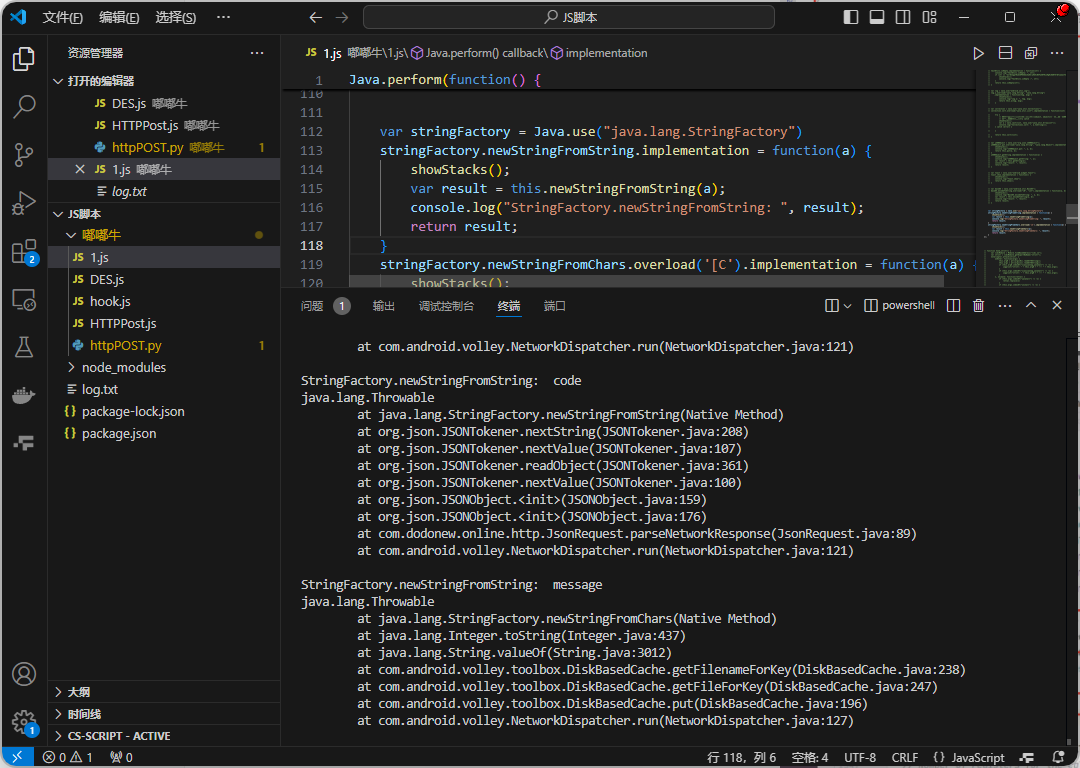 文件(F) 编辑(E) 选择(S) ··· JS脚本
资源管理器 ···
打开的编辑器
JS DES.js 嘟嘟牛
JS HTTPPost.js 嘟嘟牛
httpPOST.py 嘟嘟牛 1
JS 1.js 嘟嘟牛
log.txt
JS脚本
嘟嘟牛
JS 1.js
JS DES.js
JS hook.js
JS HTTPPost.js
httpPOST.py 1
node_modules
log.txt
{} package-lock.json
{} package.json
大纲
时间线
CS-SCRIPT - ACTIVE
2
1
JS 1.js 嘟嘟牛\1.js\Java.perform() callback\implementation
1 Java.perform(function() {
110
111
112 var stringFactory = Java.use("java.lang.StringFactory")
113 stringFactory.newStringFromString.implementation = function(a) {
114 showStacks();
115 var result = this.newStringFromString(a);
116 console.log("StringFactory.newStringFromString: ", result);
117 return result;
118 }
119 stringFactory.newStringFromChars.overload('[C').implementation = function(a) {
120 showStacks();
问题 1 输出 调试控制台 终端 端口 powershell ···
at com.android.volley.NetworkDispatcher.run(NetworkDispatcher.java:121)
StringFactory.newStringFromString: code
java.lang.Throwable
at java.lang.StringFactory.newStringFromString(Native Method)
at org.json.JSONTokener.nextString(JSONTokener.java:208)
at org.json.JSONTokener.nextValue(JSONTokener.java:107)
at org.json.JSONTokener.readObject(JSONTokener.java:361)
at org.json.JSONTokener.nextValue(JSONTokener.java:100)
at org.json.JSONObject.<init>(JSONObject.java:159)
at org.json.JSONObject.<init>(JSONObject.java:176)
at com.dodonew.online.http.JsonRequest.parseNetworkResponse(JsonRequest.java:89)
at com.android.volley.NetworkDispatcher.run(NetworkDispatcher.java:121)
StringFactory.newStringFromString: message
java.lang.Throwable
at java.lang.StringFactory.newStringFromChars(Native Method)
at java.lang.Integer.toString(Integer.java:437)
at java.lang.String.valueOf(String.java:3012)
at com.android.volley.toolbox.DiskBasedCache.getFilenameForKey(DiskBasedCache.java:238)
at com.android.volley.toolbox.DiskBasedCache.getFileForKey(DiskBasedCache.java:247)
at com.android.volley.toolbox.DiskBasedCache.put(DiskBasedCache.java:196)
at com.android.volley.NetworkDispatcher.run(NetworkDispatcher.java:127)
0 1 0 行 118，列 6 空格: 4 UTF-8 CRLF {} JavaScript